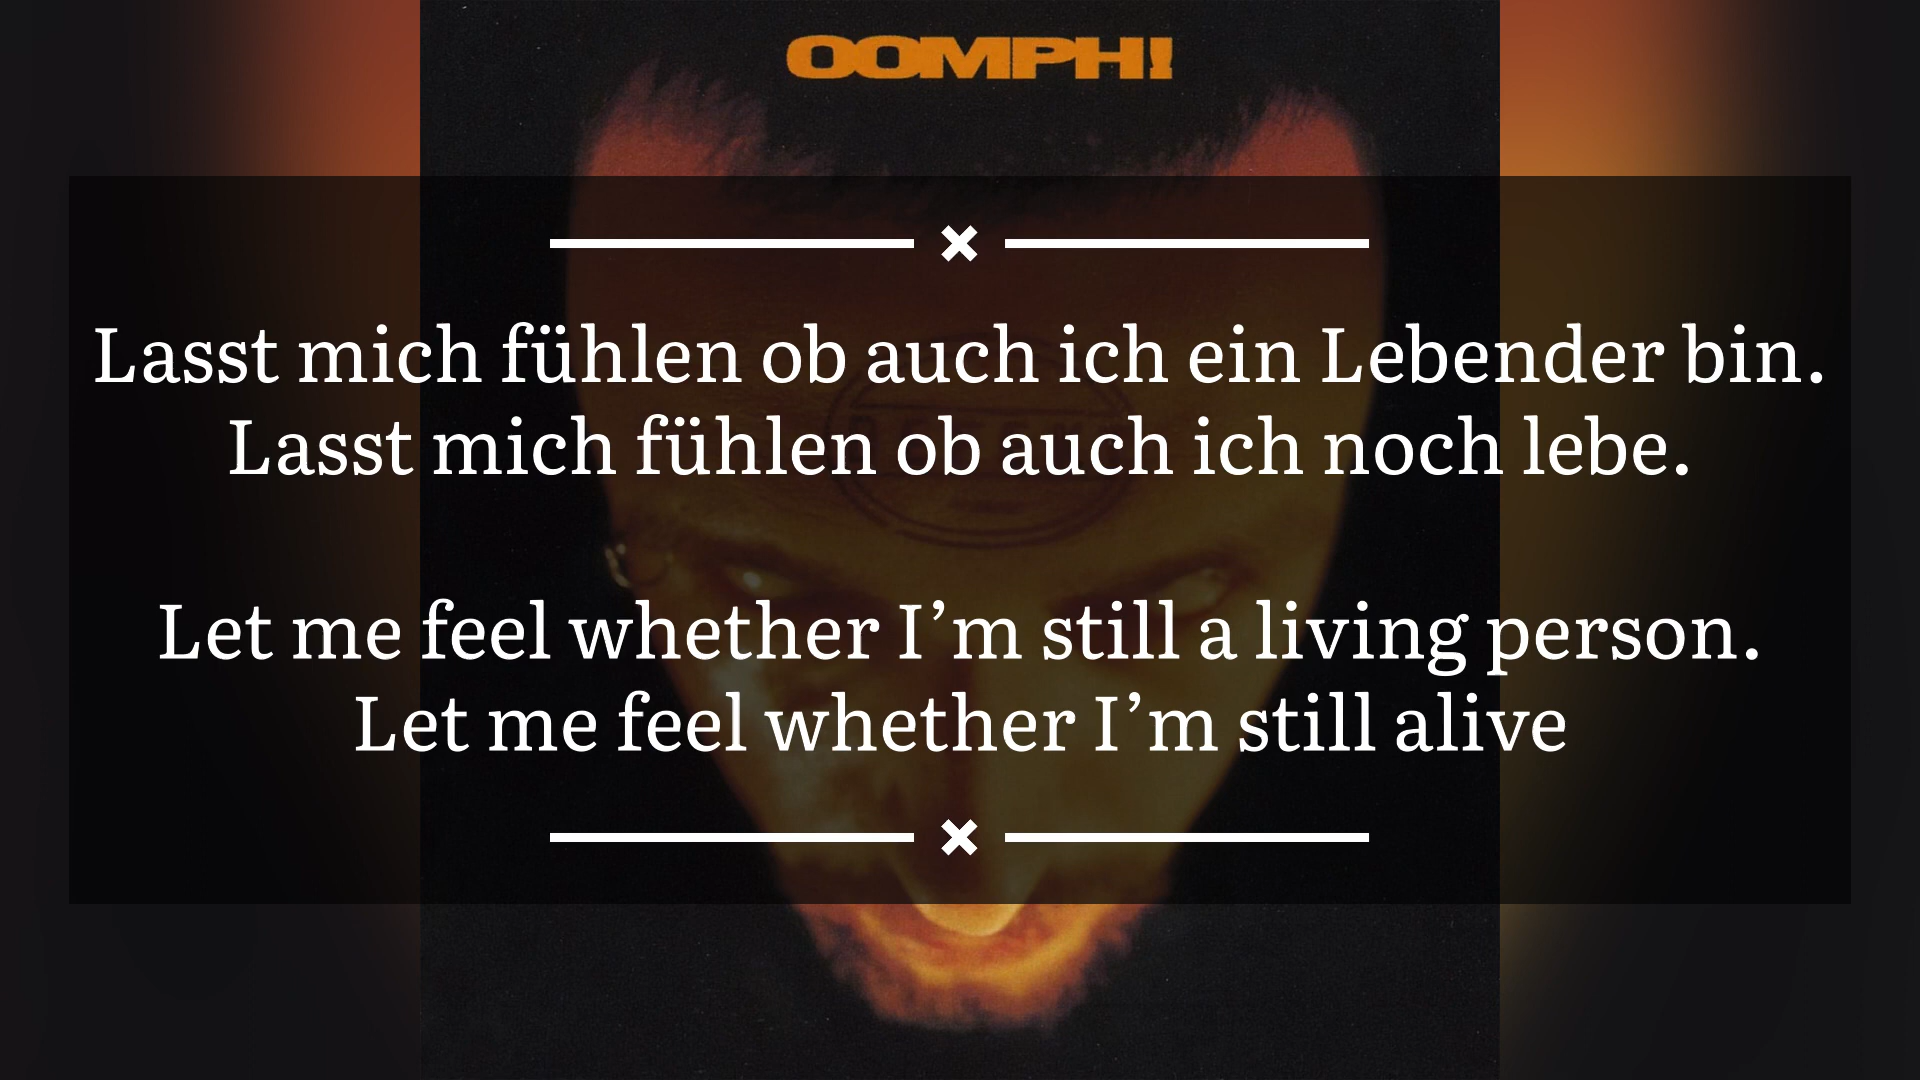 OOMPH!
Lasst mich fühlen ob auch ich ein Lebender bin.
Lasst mich fühlen ob auch ich noch lebe.
Let me feel whether I’m still a living person.
Let me feel whether I’m still alive